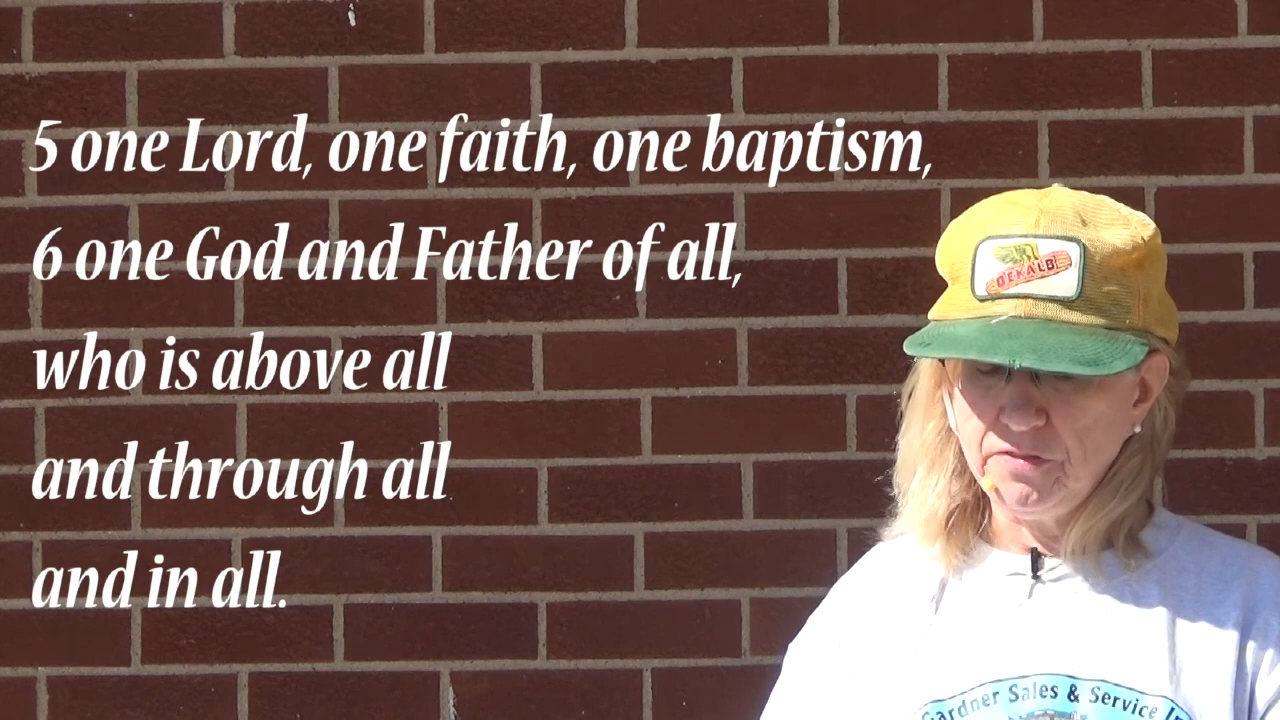 5 one Lord, one faith, one baptism,
6 one God and Father of all,
who is above all
and through all
and in all.
DEKALB
Gardner Sales & Service